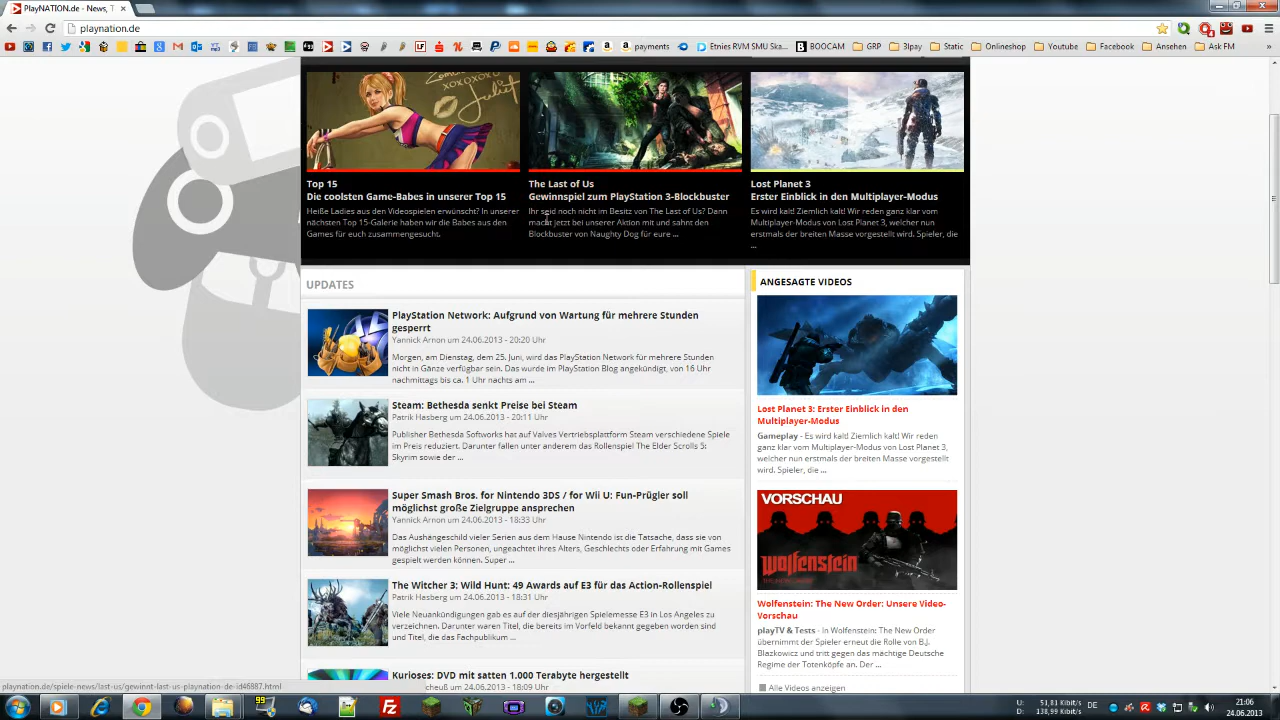 PlayNATION.de - News, T
playnation.de
payments
Etnies RVM SMU Ska...
BOOCAM
GRP
3lpay
Static
Onlineshop
Youtube
Facebook
Ansehen
Ask FM
»
XOXOXOXO
Top 15
Die coolsten Game-Babes in unserer Top 15
Heiße Ladies aus den Videospielen erwünscht? In unserer
nächsten Top 15-Galerie haben wir die Babes aus den
Games für euch zusammengesucht.
The Last of Us
Gewinnspiel zum PlayStation 3-Blockbuster
Ihr seid noch nicht im Besitz von The Last of Us? Dann
macht jetzt bei unserer Aktion mit und sahnt den
Blockbuster von Naughty Dog für eure ...
Lost Planet 3
Erster Einblick in den Multiplayer-Modus
Es wird kalt! Ziemlich kalt! Wir reden ganz klar vom
Multiplayer-Modus von Lost Planet 3, welcher nun
erstmals der breiten Masse vorgestellt wird. Spieler, die
...
UPDATES
PlayStation Network: Aufgrund von Wartung für mehrere Stunden
gesperrt
Yannick Arnon um 24.06.2013 - 20:20 Uhr
Morgen, am Dienstag, dem 25. Juni, wird das PlayStation Network für mehrere Stunden
nicht in Gänze verfügbar sein. Das wurde im PlayStation Blog angekündigt, von 16 Uhr
nachmittags bis ca. 1 Uhr nachts am ...
Steam: Bethesda senkt Preise bei Steam
Patrik Hasberg um 24.06.2013 - 20:11 Uhr
Publisher Bethesda Softworks hat auf Valves Vertriebsplattform Steam verschiedene Spiele
im Preis reduziert. Darunter fallen unter anderem das Rollenspiel The Elder Scrolls 5:
Skyrim sowie der ...
Super Smash Bros. for Nintendo 3DS / for Wii U: Fun-Prügler soll
möglichst große Zielgruppe ansprechen
Yannick Arnon um 24.06.2013 - 18:33 Uhr
Das Aushängeschild vieler Serien aus dem Hause Nintendo ist die Tatsache, dass sie von
möglichst vielen Personen, ungeachtet ihres Alters, Geschlechts oder Erfahrung mit Games
gespielt werden können. Super ...
The Witcher 3: Wild Hunt: 49 Awards auf E3 für das Action-Rollenspiel
Patrik Hasberg um 24.06.2013 - 18:31 Uhr
Viele Neuankündigungen gab es auf der diesjährigen Spielemesse E3 in Los Angeles zu
verzeichnen. Darunter waren Titel, die bereits im Vorfeld bekannt gegeben worden sind
und Titel, die das Fachpublikum ...
Kurioses: DVD mit satten 1.000 Terabyte hergestellt
cheuß um 24.06.2013 - 18:09 Uhr
ANGESAGTE VIDEOS
Lost Planet 3: Erster Einblick in den
Multiplayer-Modus
Gameplay - Es wird kalt! Ziemlich kalt! Wir reden
ganz klar vom Multiplayer-Modus von Lost Planet 3,
welcher nun erstmals der breiten Masse vorgestellt
wird. Spieler, die ...
VORSCHAU
Wolfenstein
Wolfenstein: The New Order: Unsere Video-
Vorschau
playTV & Tests - In Wolfenstein: The New Order
übernimmt der Spieler erneut die Rolle von B.J.
Blazkowicz und tritt gegen das mächtige Deutsche
Regime der Totenköpfe an. Der ...
Alle Videos anzeigen
playnation.de/spiele-news/last-us/gewinnt-last-us-playnation-de-id46887.html
U: 51,81 Kibit/s
D: 138,99 Kibit/s
DE
21:06
24.06.2013